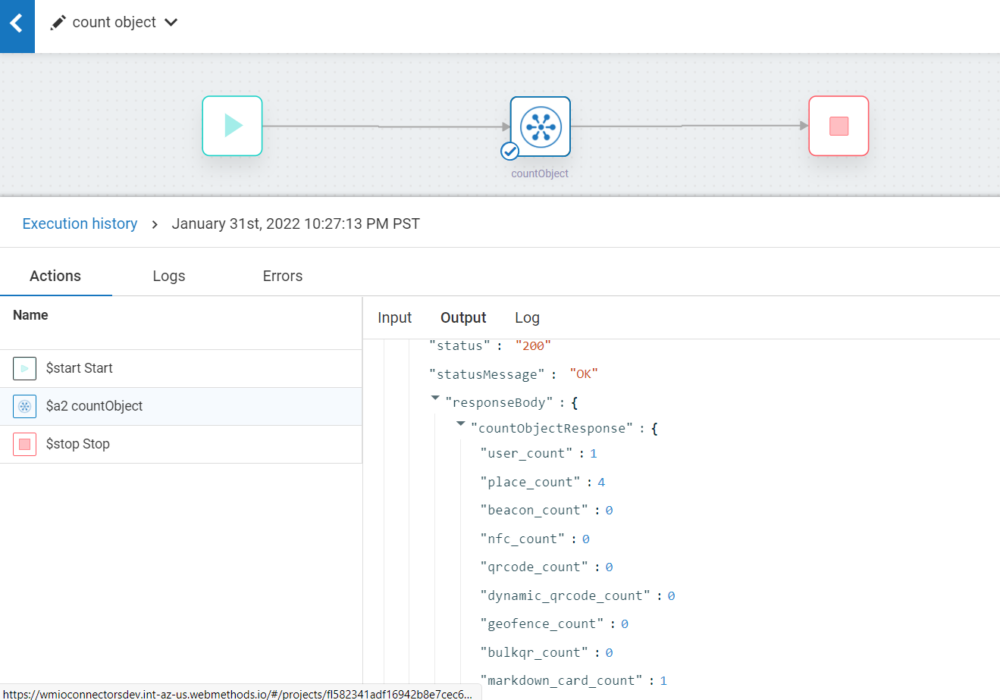 count object
countObject
Execution history > January 31st, 2022 10:27:13 PM PST
Actions Logs Errors
Name
Input Output Log
$start Start
$a2 countObject
$stop Stop
"status" : "200"
"statusMessage" : "OK"
"responseBody" : {
"countObjectResponse" : {
"user_count" : 1
"place_count" : 4
"beacon_count" : 0
"nfc_count" : 0
"qrcode_count" : 0
"dynamic_qrcode_count" : 0
"geofence_count" : 0
"bulkqr_count" : 0
"markdown_card_count" : 1
https://wmioconnectorsdev.int-az-us.webmethods.io/#/projects/fl582341adf16942b8e7cec6...